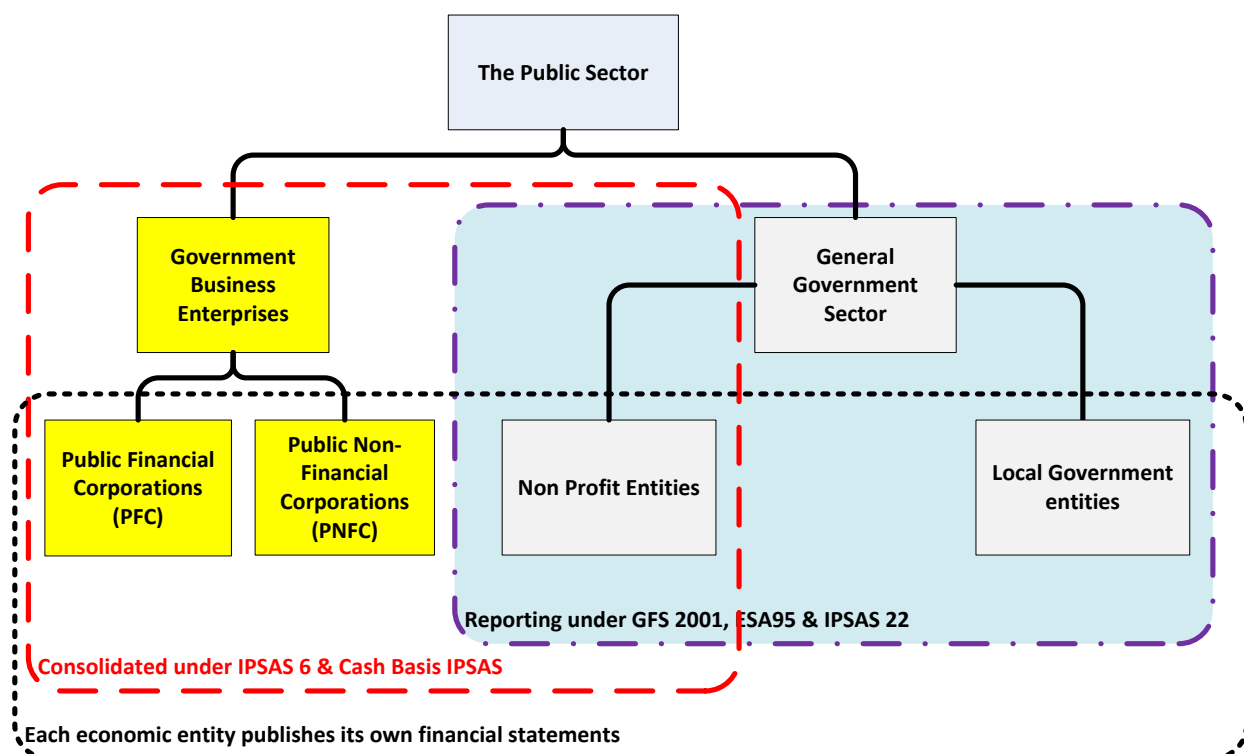 The Public Sector
Government
Business
Enterprises
General
Government
Sector
Public Financial
Corporations
(PFC)
Public Non-
Financial
Corporations
(PNFC)
Non Profit Entities
Local Government
entities
Reporting under GFS 2001, ESA95 & IPSAS 22
Consolidated under IPSAS 6 & Cash Basis IPSAS
Each economic entity publishes its own financial statements